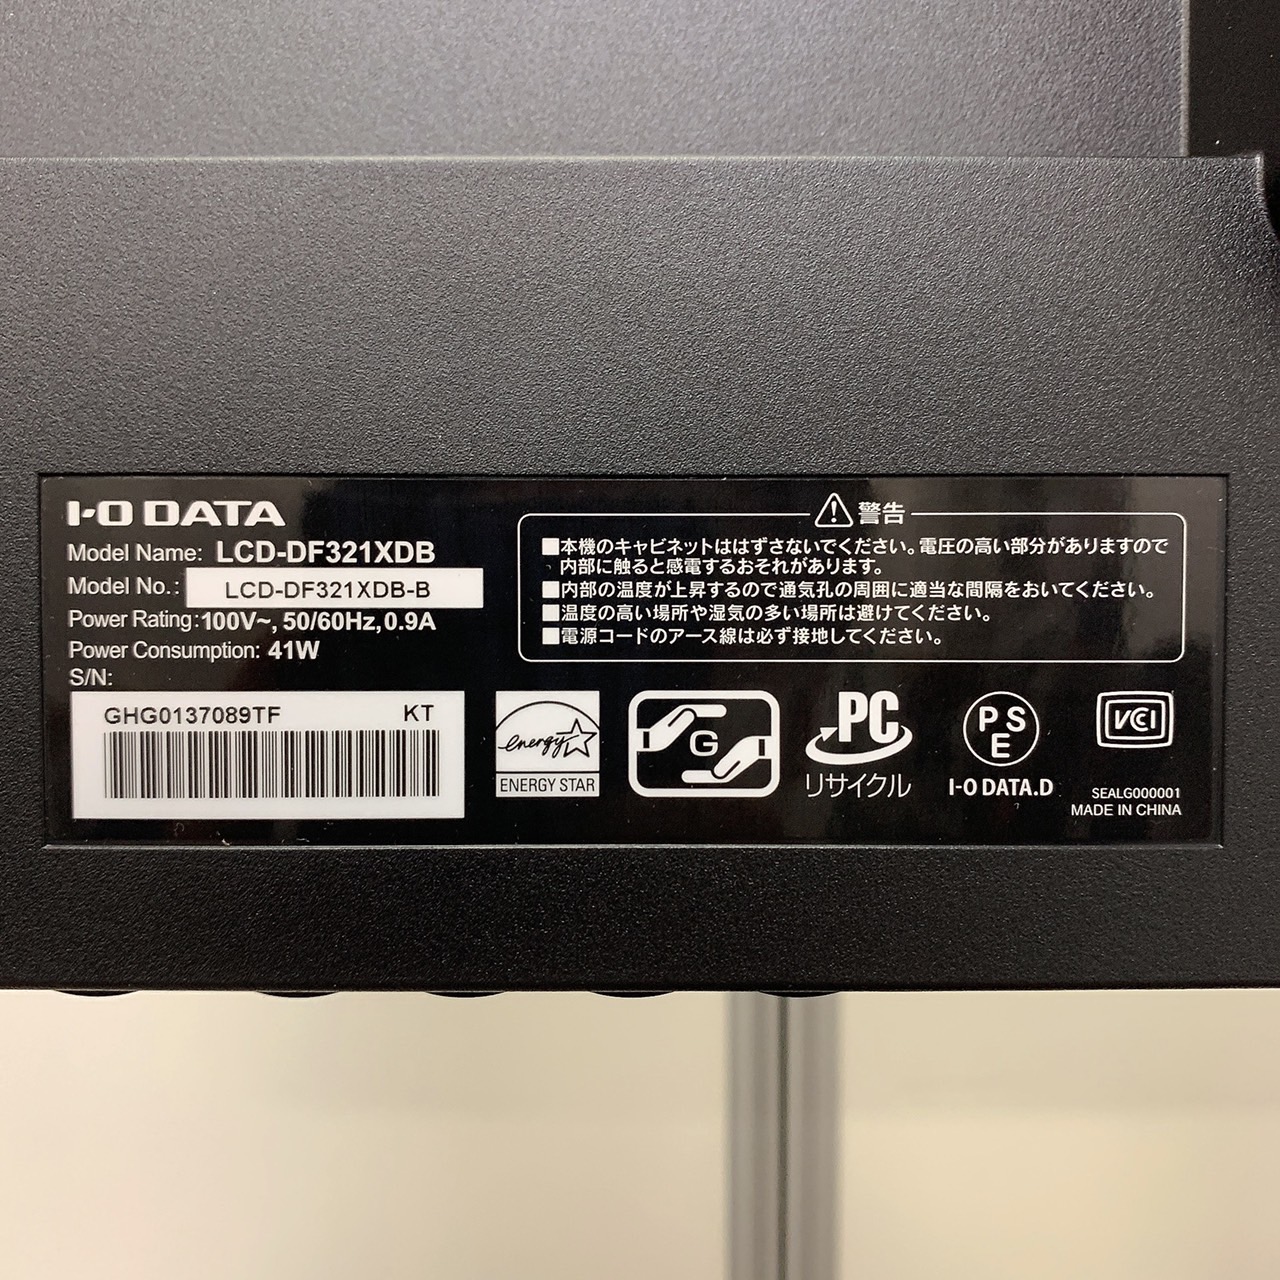 I-O DATA
Model Name: LCD-DF321XDB
Model No.: LCD-DF321XDB-B
Power Rating: 100V~, 50/60Hz, 0.9A
Power Consumption: 41W
S/N:
GHG0137089TF KT
警告
■本機のキャビネットははずさないでください。電圧の高い部分がありますので
内部に触ると感電するおそれがあります。
■内部の温度が上昇するので通気孔の周囲に適当な間隔をおいてください。
■温度の高い場所や湿気の多い場所は避けてください。
■電源コードのアース線は必ず接地してください。
energy
ENERGY STAR
G
PC
リサイクル
PS
E
I-O DATA.D
VCI
SEALG000001
MADE IN CHINA